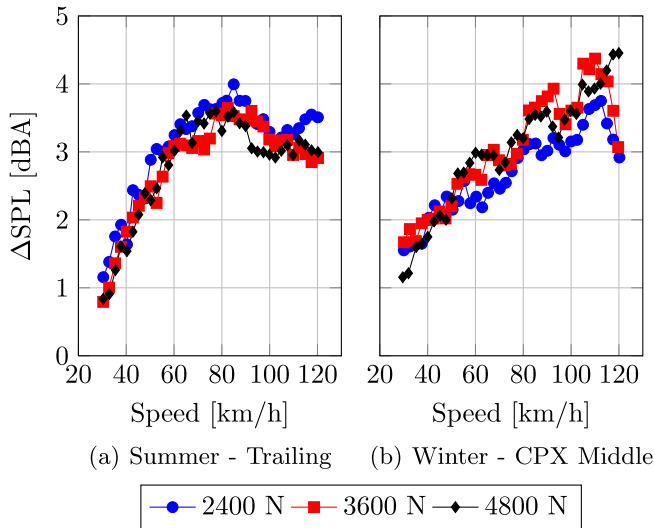 5
4
3
2
1
0
ΔSPL [dBA]
20 40 60 80 100 120
20 40 60 80 100 120
Speed [km/h]
Speed [km/h]
(a) Summer - Trailing
(b) Winter - CPX Middle
2400 N 3600 N 4800 N